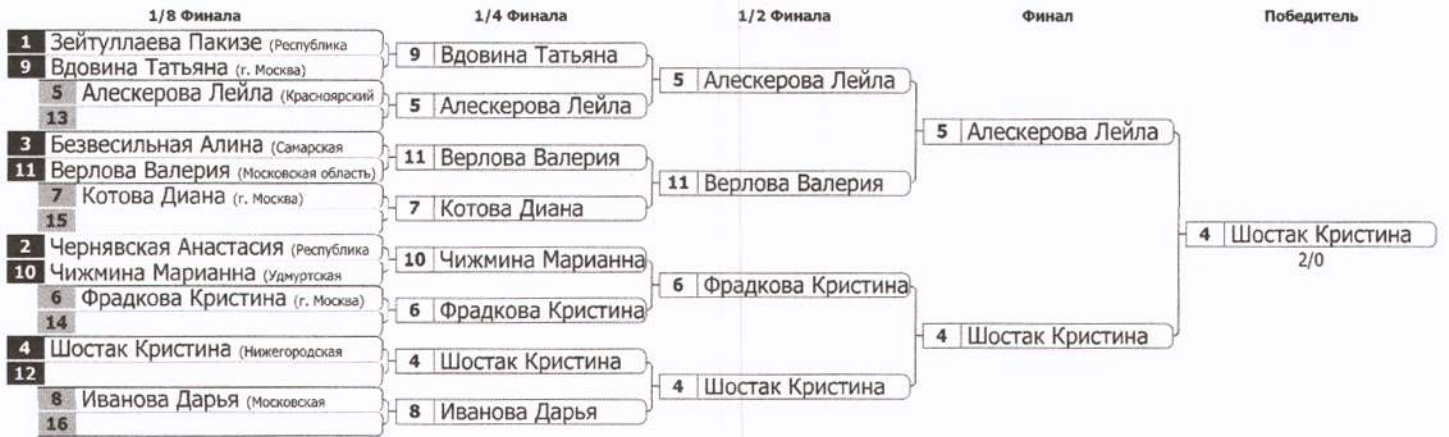 1/8 Финала
1/4 Финала
1/2 Финала
Финал
Победитель
1 Зейтуллаева Пакизе (Республика
9 Вдовина Татьяна (г. Москва)
5 Алескерова Лейла (Красноярский
13
3 Безвесильная Алина (Самарская
11 Верлова Валерия (Московская область)
7 Котова Диана (г. Москва)
15
2 Чернявская Анастасия (Республика
10 Чижмина Марианна (Удмуртская
6 Фрадкова Кристина (г. Москва)
14
4 Шостак Кристина (Нижегородская
12
8 Иванова Дарья (Московская
16
9 Вдовина Татьяна
5 Алескерова Лейла
11 Верлова Валерия
7 Котова Диана
10 Чижмина Марианна
6 Фрадкова Кристина
4 Шостак Кристина
8 Иванова Дарья
5 Алескерова Лейла
11 Верлова Валерия
6 Фрадкова Кристина
4 Шостак Кристина
5 Алескерова Лейла
4 Шостак Кристина
4 Шостак Кристина
2/0